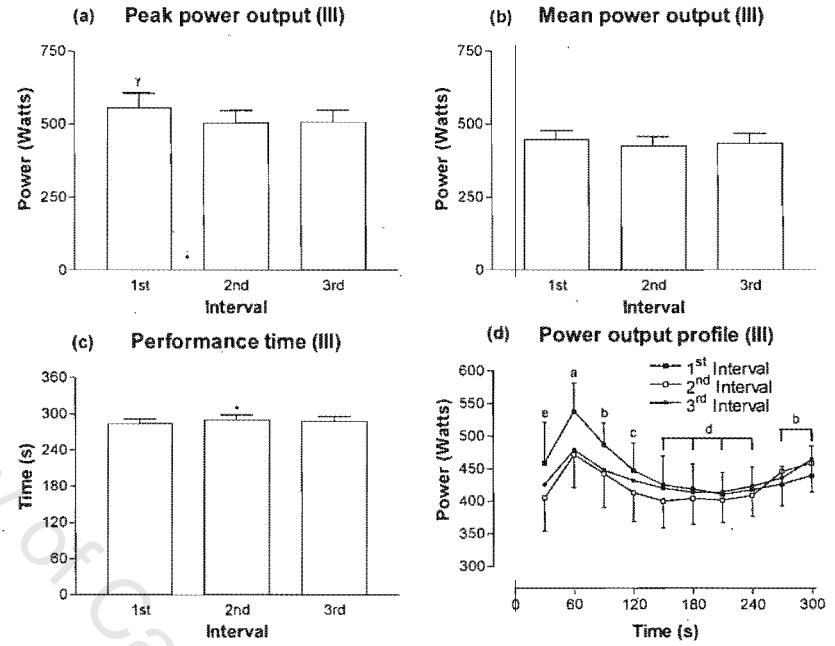 (a) Peak power output (III)
750
500
250
0
Power (Watts)
γ
1st 2nd 3rd
Interval
(b) Mean power output (III)
750
500
250
0
Power (Watts)
1st 2nd 3rd
Interval
(c) Performance time (III)
360
300
240
180
120
60
0
Time (s)
*
1st 2nd 3rd
Interval
(d) Power output profile (III)
1st Interval
2nd Interval
3rd Interval
600
550
500
450
400
350
300
Power (Watts)
e a b c d b
0 60 120 180 240 300
Time (s)
of Ca